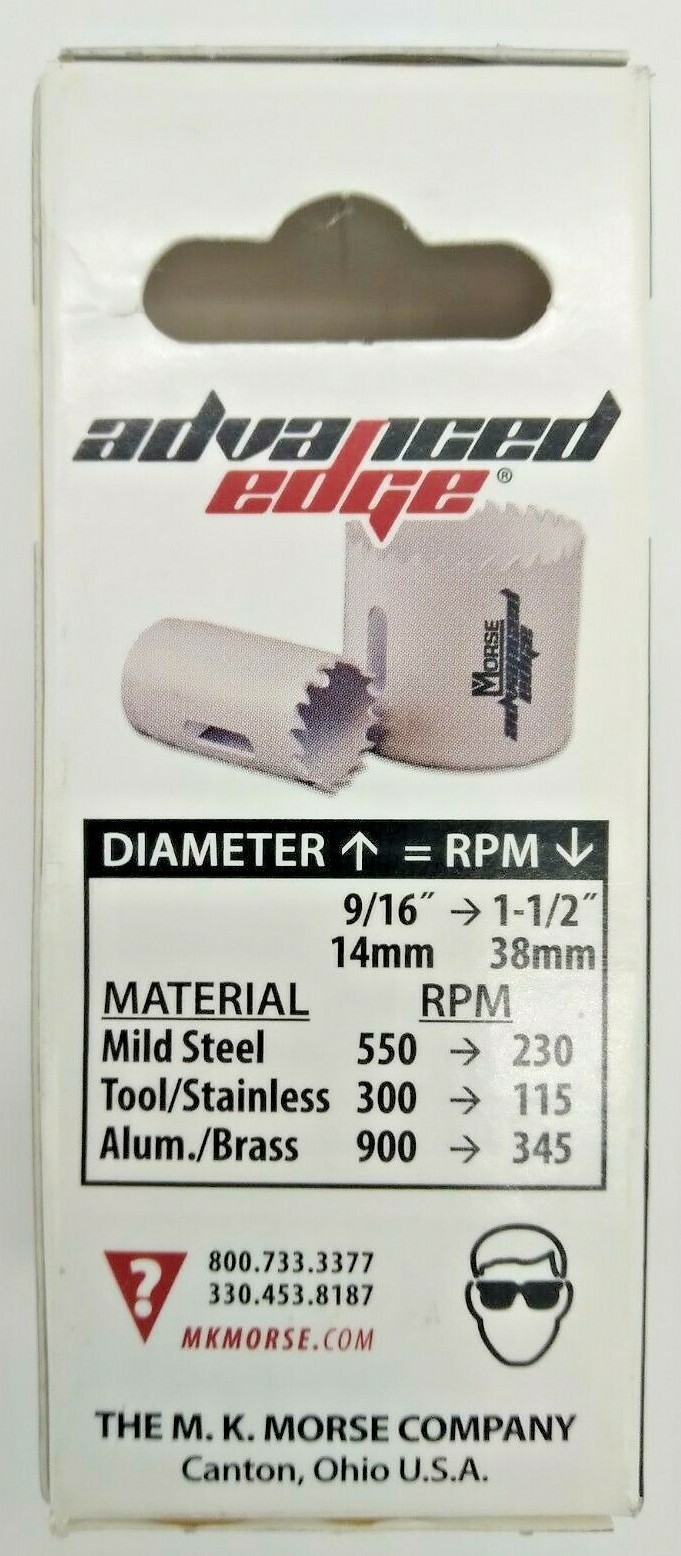 advanced
edge®
MORSE
advanced
edge
DIAMETER ↑ = RPM ↓
9/16″ → 1-1/2″
14mm 38mm
MATERIAL RPM
Mild Steel 550 → 230
Tool/Stainless 300 → 115
Alum./Brass 900 → 345
?
800.733.3377
330.453.8187
MKMORSE.COM
THE M. K. MORSE COMPANY
Canton, Ohio U.S.A.